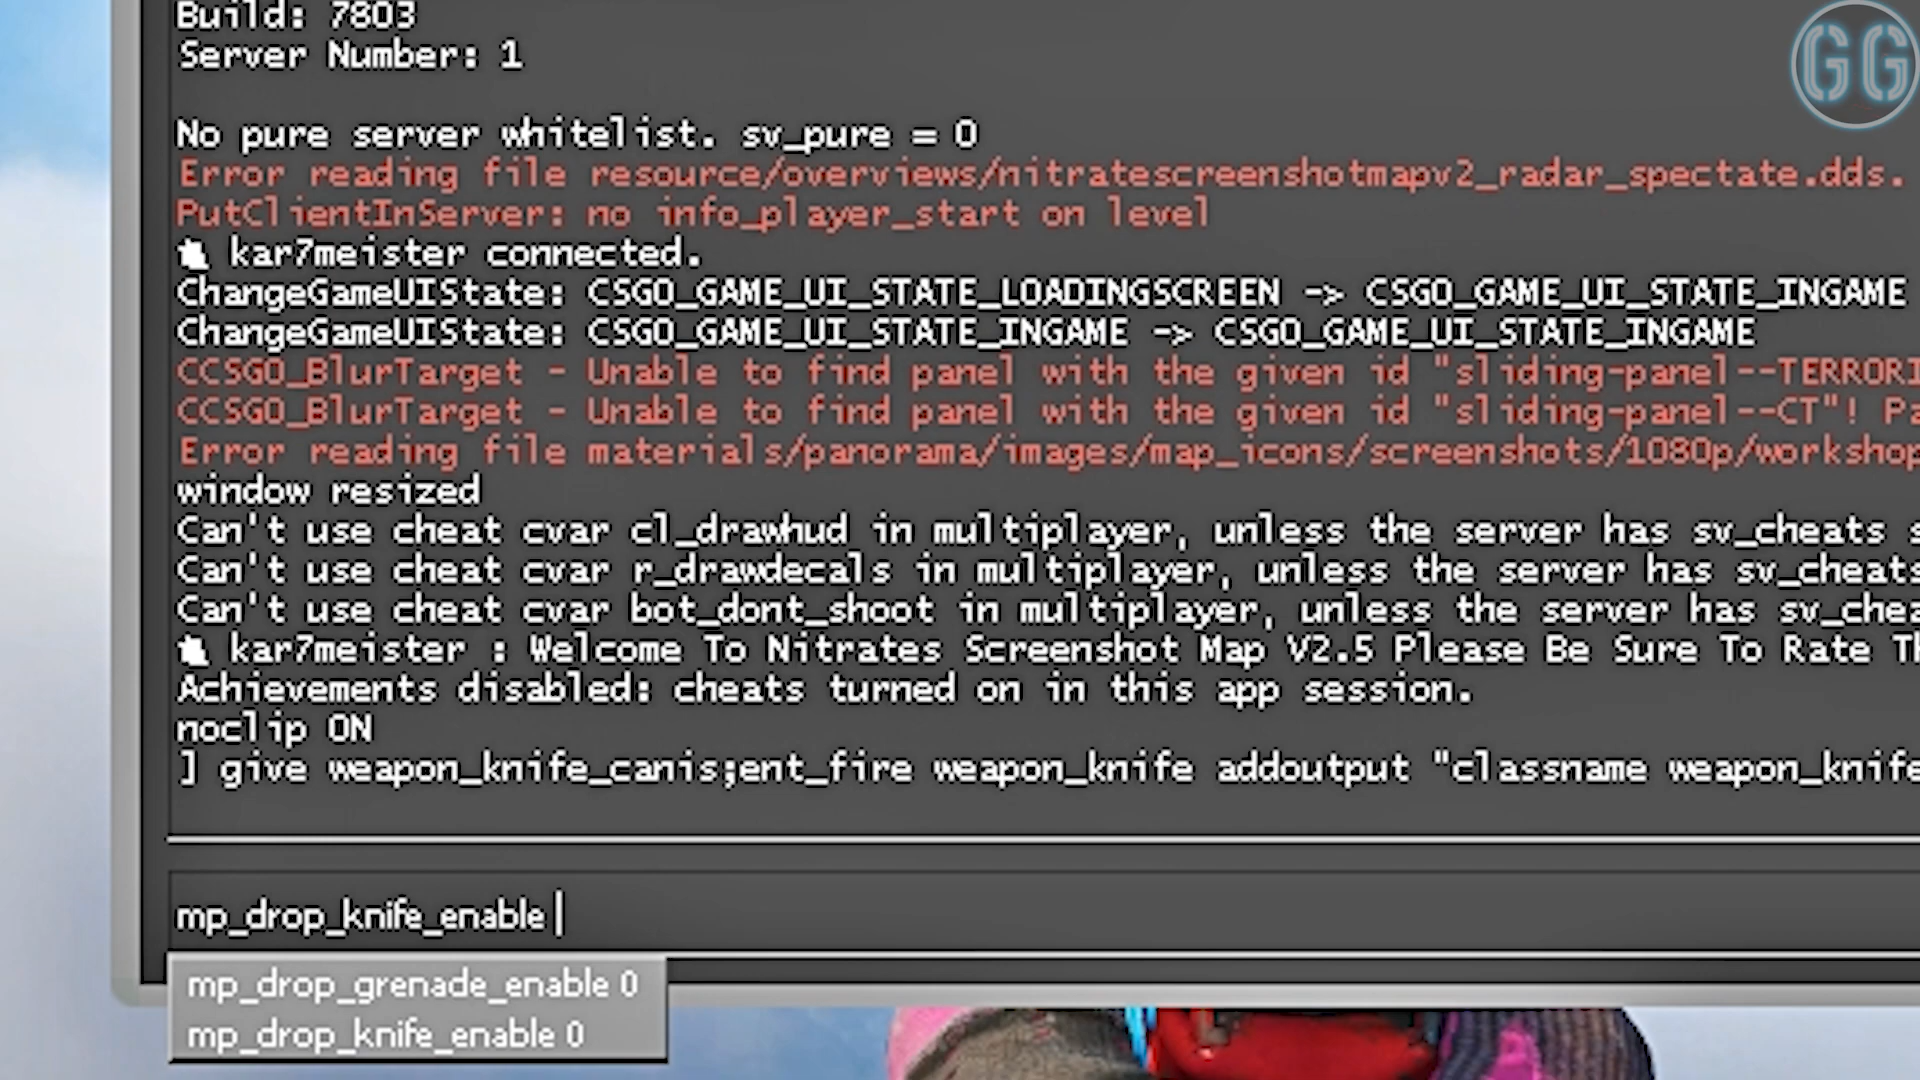 Build: 7803
Server Number: 1
GG
No pure server whitelist. sv_pure = 0
Error reading file resource/overviews/nitratescreenshotmapv2_radar_spectate.dds.
PutClientInServer: no info_player_start on level
kar7meister connected.
ChangeGameUIState: CSGO_GAME_UI_STATE_LOADINGSCREEN -> CSGO_GAME_UI_STATE_INGAME
ChangeGameUIState: CSGO_GAME_UI_STATE_INGAME -> CSGO_GAME_UI_STATE_INGAME
CCSGO_BlurTarget - Unable to find panel with the given id "sliding-panel--TERRORI
CCSGO_BlurTarget - Unable to find panel with the given id "sliding-panel--CT"! Pa
Error reading file materials/panorama/images/map_icons/screenshots/1080p/workshop
window resized
Can't use cheat cvar cl_drawhud in multiplayer, unless the server has sv_cheats s
Can't use cheat cvar r_drawdecals in multiplayer, unless the server has sv_cheats
Can't use cheat cvar bot_dont_shoot in multiplayer, unless the server has sv_chea
kar7meister : Welcome To Nitrates Screenshot Map V2.5 Please Be Sure To Rate Th
Achievements disabled: cheats turned on in this app session.
noclip ON
] give weapon_knife_canis;ent_fire weapon_knife addoutput "classname weapon_knife
mp_drop_knife_enable
mp_drop_grenade_enable 0
mp_drop_knife_enable 0